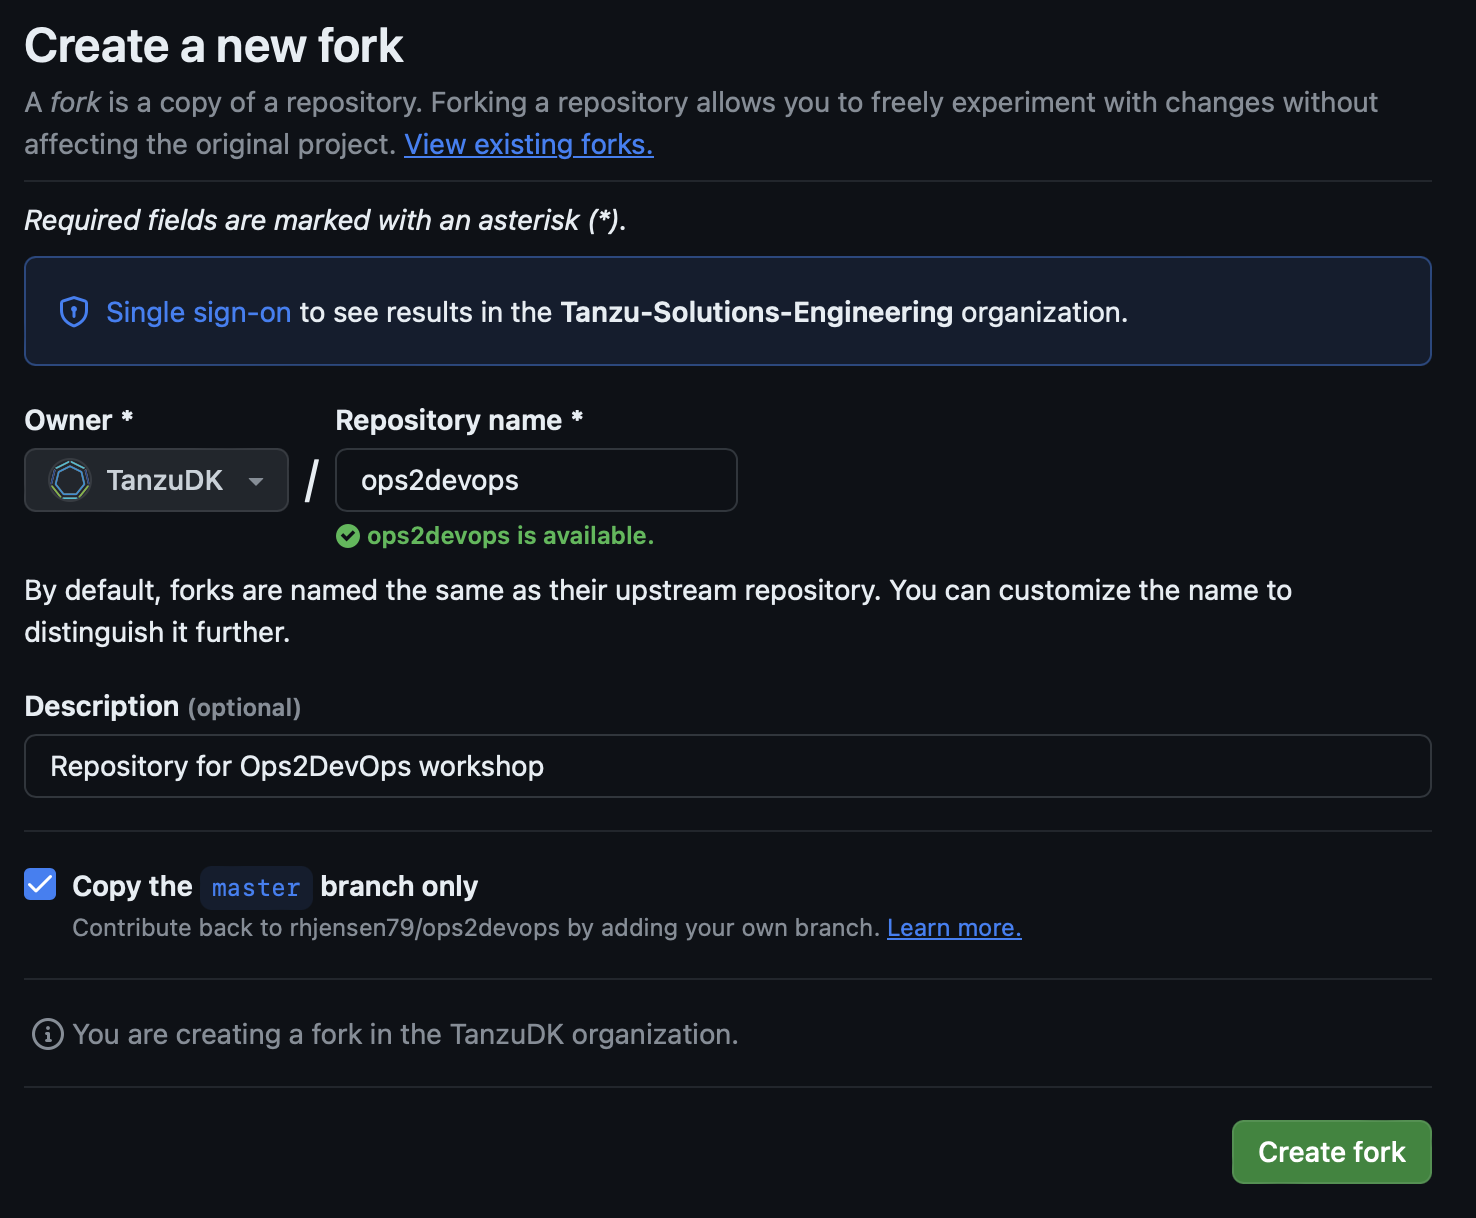 Create a new fork
A fork is a copy of a repository. Forking a repository allows you to freely experiment with changes without
affecting the original project. View existing forks.
Required fields are marked with an asterisk (*).
Single sign-on to see results in the Tanzu-Solutions-Engineering organization.
Owner * Repository name *
TanzuDK / ops2devops
ops2devops is available.
By default, forks are named the same as their upstream repository. You can customize the name to
distinguish it further.
Description (optional)
Repository for Ops2DevOps workshop
Copy the master branch only
Contribute back to rhjensen79/ops2devops by adding your own branch. Learn more.
You are creating a fork in the TanzuDK organization.
Create fork